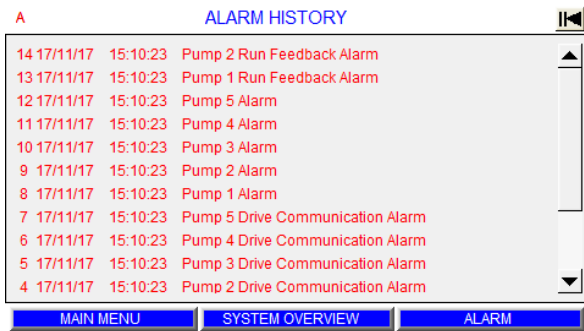 A ALARM HISTORY
14 17/11/17 15:10:23 Pump 2 Run Feedback Alarm
13 17/11/17 15:10:23 Pump 1 Run Feedback Alarm
12 17/11/17 15:10:23 Pump 5 Alarm
11 17/11/17 15:10:23 Pump 4 Alarm
10 17/11/17 15:10:23 Pump 3 Alarm
9 17/11/17 15:10:23 Pump 2 Alarm
8 17/11/17 15:10:23 Pump 1 Alarm
7 17/11/17 15:10:23 Pump 5 Drive Communication Alarm
6 17/11/17 15:10:23 Pump 4 Drive Communication Alarm
5 17/11/17 15:10:23 Pump 3 Drive Communication Alarm
4 17/11/17 15:10:23 Pump 2 Drive Communication Alarm
MAIN MENU SYSTEM OVERVIEW ALARM